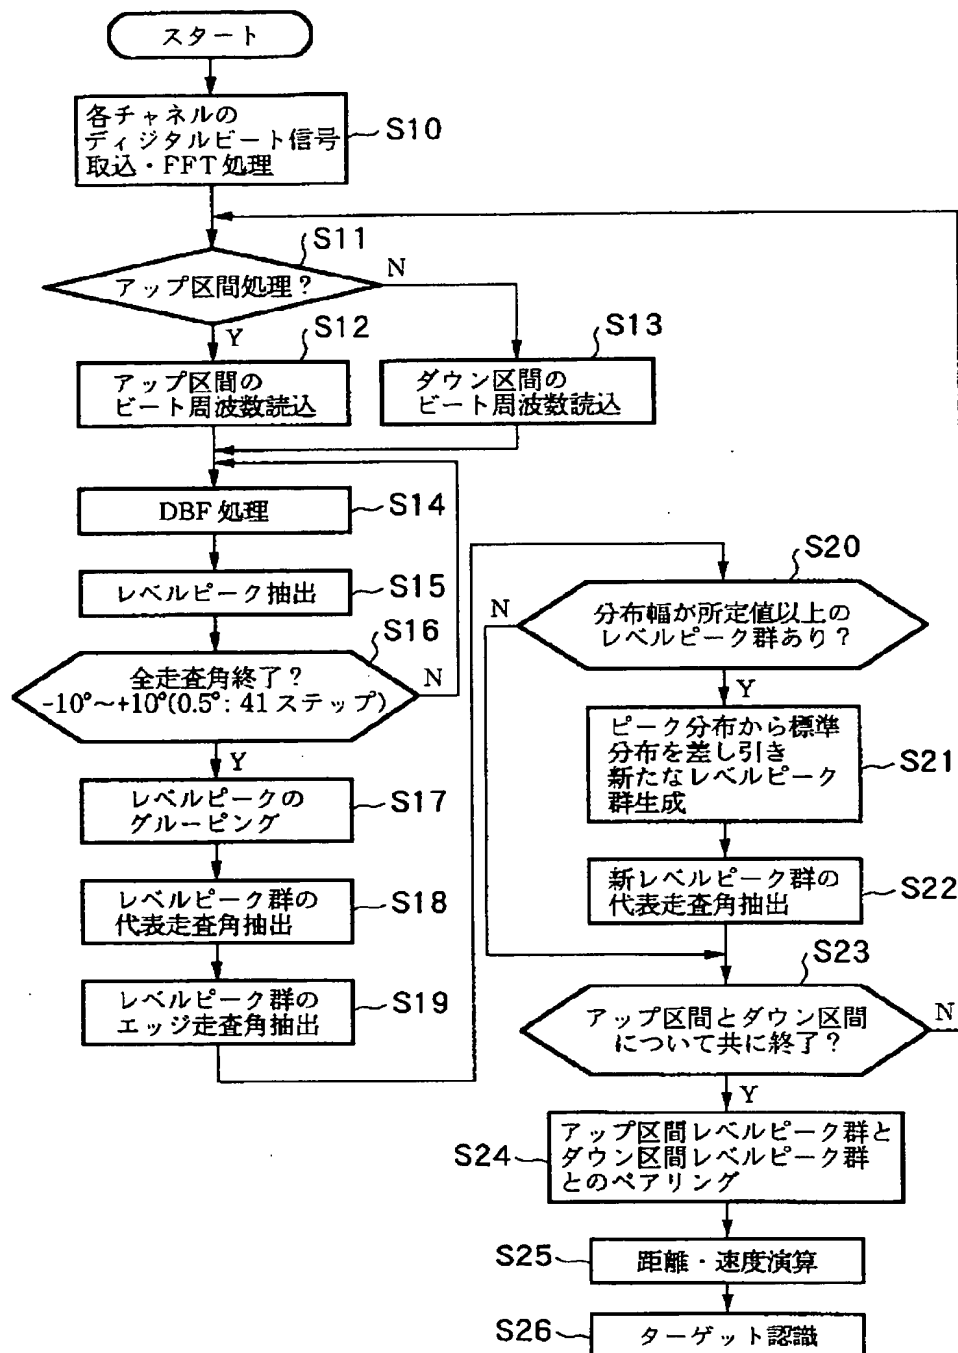 スタート
各チャネルの
ディジタルビート信号
取込・FFT 処理
S10
S11
アップ区間処理?
N
Y
S12
アップ区間の
ビート周波数読込
S13
ダウン区間の
ビート周波数読込
DBF 処理
S14
レベルピーク抽出
S15
S16
全走査角終了?
-10°~+10°(0.5°: 41 ステップ)
N
Y
レベルピークの
グルーピング
S17
レベルピーク群の
代表走査角抽出
S18
レベルピーク群の
エッジ走査角抽出
S19
S20
分布幅が所定値以上の
レベルピーク群あり?
N
Y
ピーク分布から標準
分布を差し引き
新たなレベルピーク
群生成
S21
新レベルピーク群の
代表走査角抽出
S22
S23
アップ区間とダウン区間
について共に終了?
N
Y
S24
アップ区間レベルピーク群と
ダウン区間レベルピーク群
とのペアリング
S25
距離・速度演算
S26
ターゲット認識